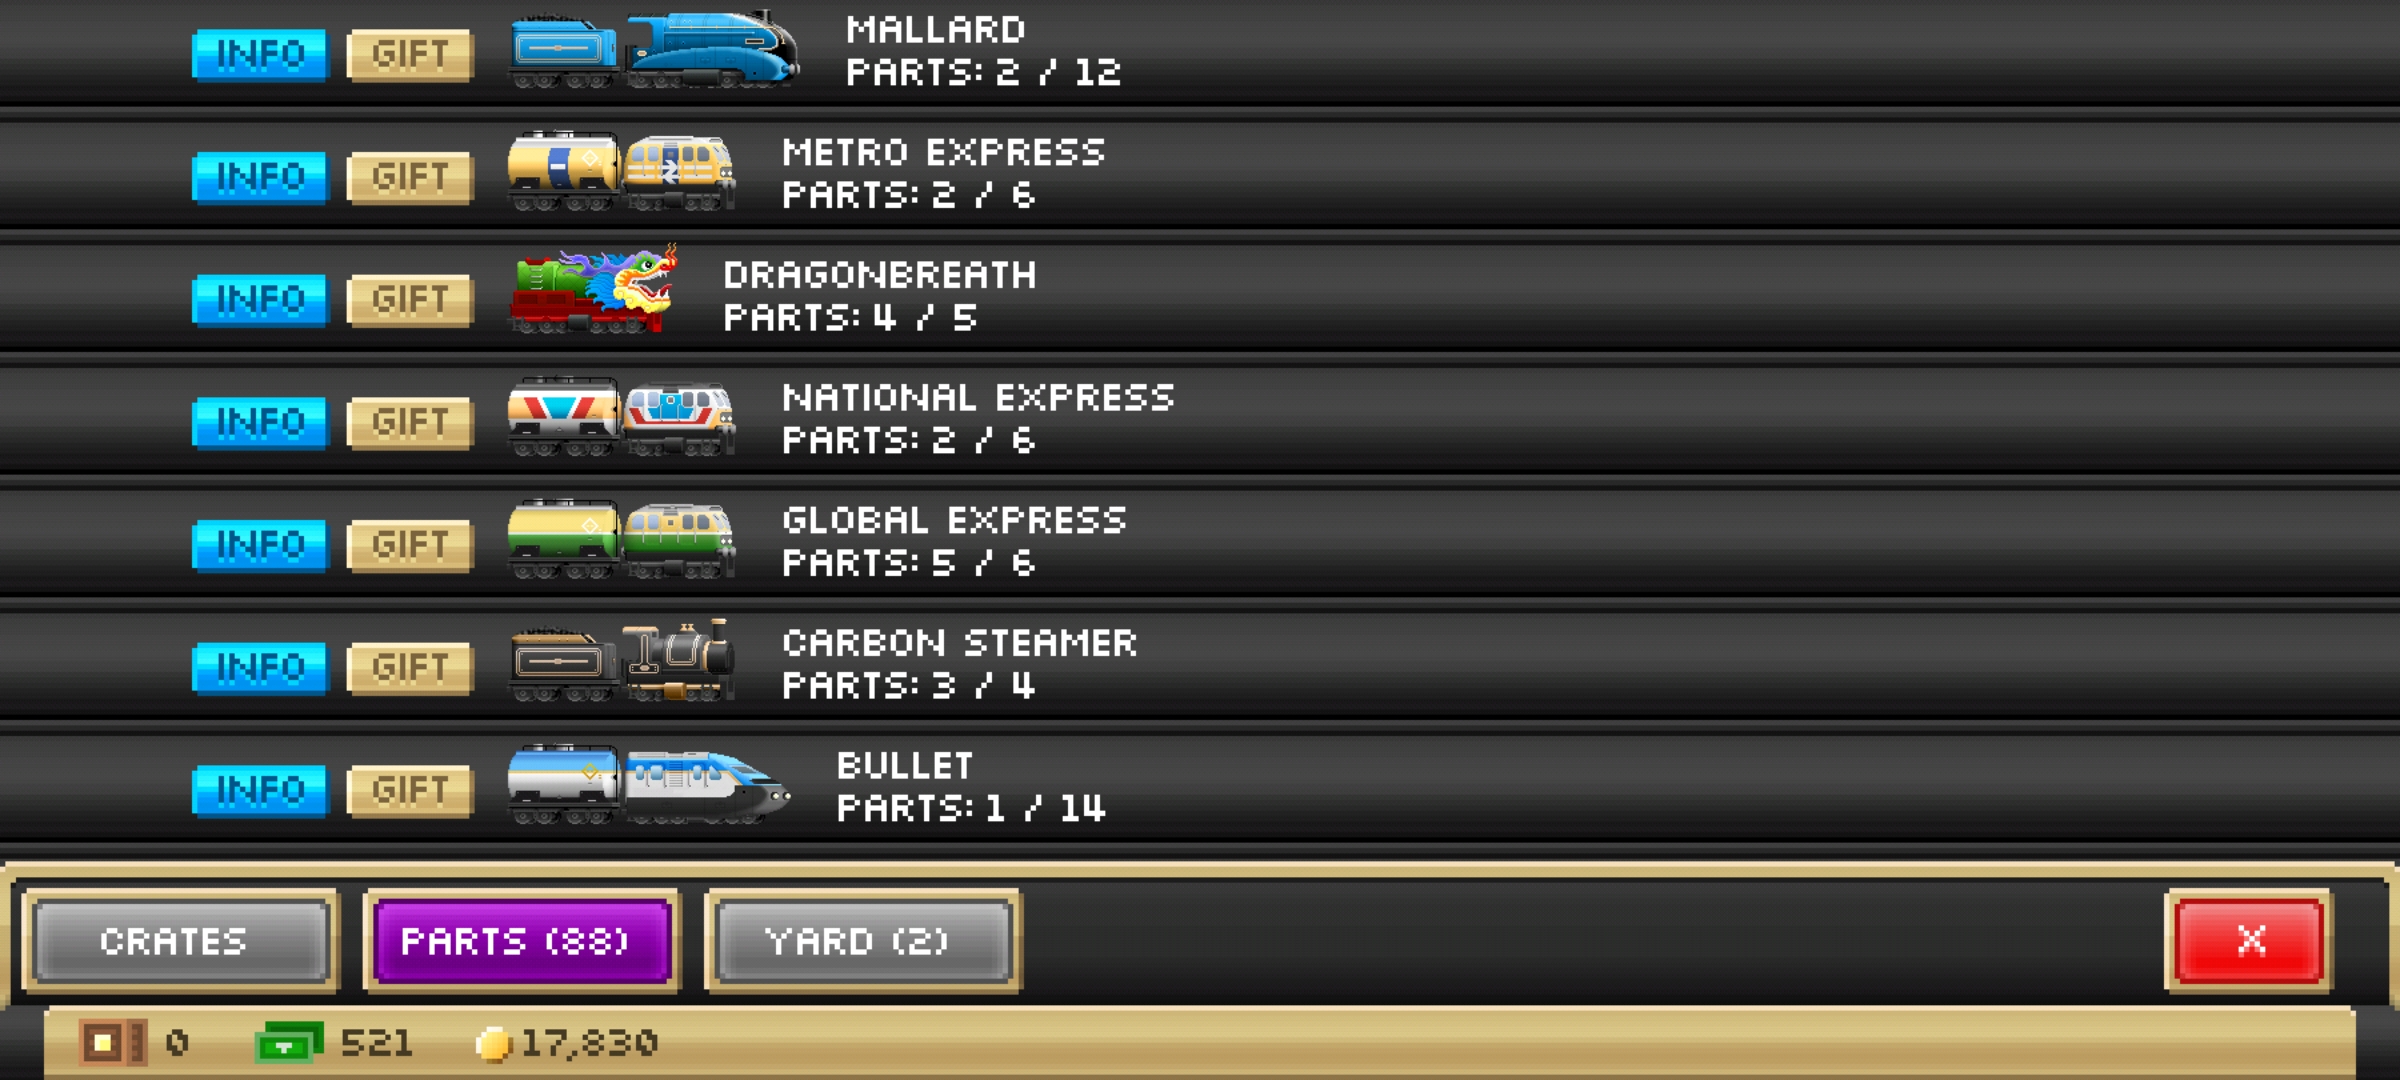 MALLARD
INFO GIFT PARTS: 2 / 12
METRO EXPRESS
INFO GIFT PARTS: 2 / 6
DRAGONBREATH
INFO GIFT PARTS: 4 / 5
NATIONAL EXPRESS
INFO GIFT PARTS: 2 / 6
GLOBAL EXPRESS
INFO GIFT PARTS: 5 / 6
CARBON STEAMER
INFO GIFT PARTS: 3 / 4
BULLET
INFO GIFT PARTS: 1 / 14
CRATES PARTS (88) YARD (2) X
0 521 17,830